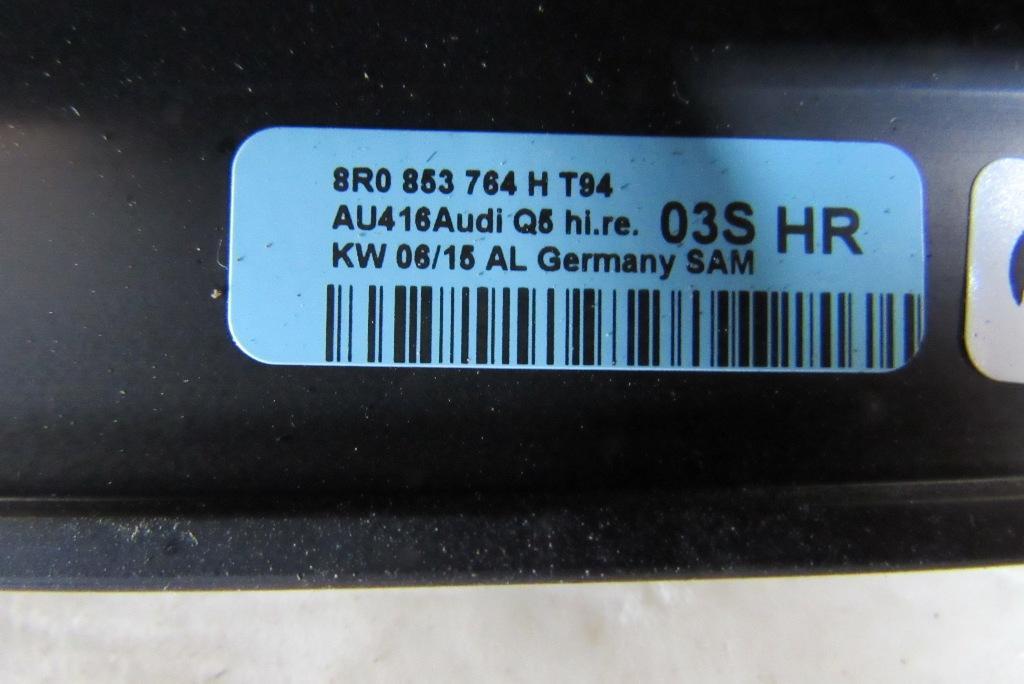 8R0 853 764 H T94
AU416Audi Q5 hi.re. 03S HR
KW 06/15 AL Germany SAM